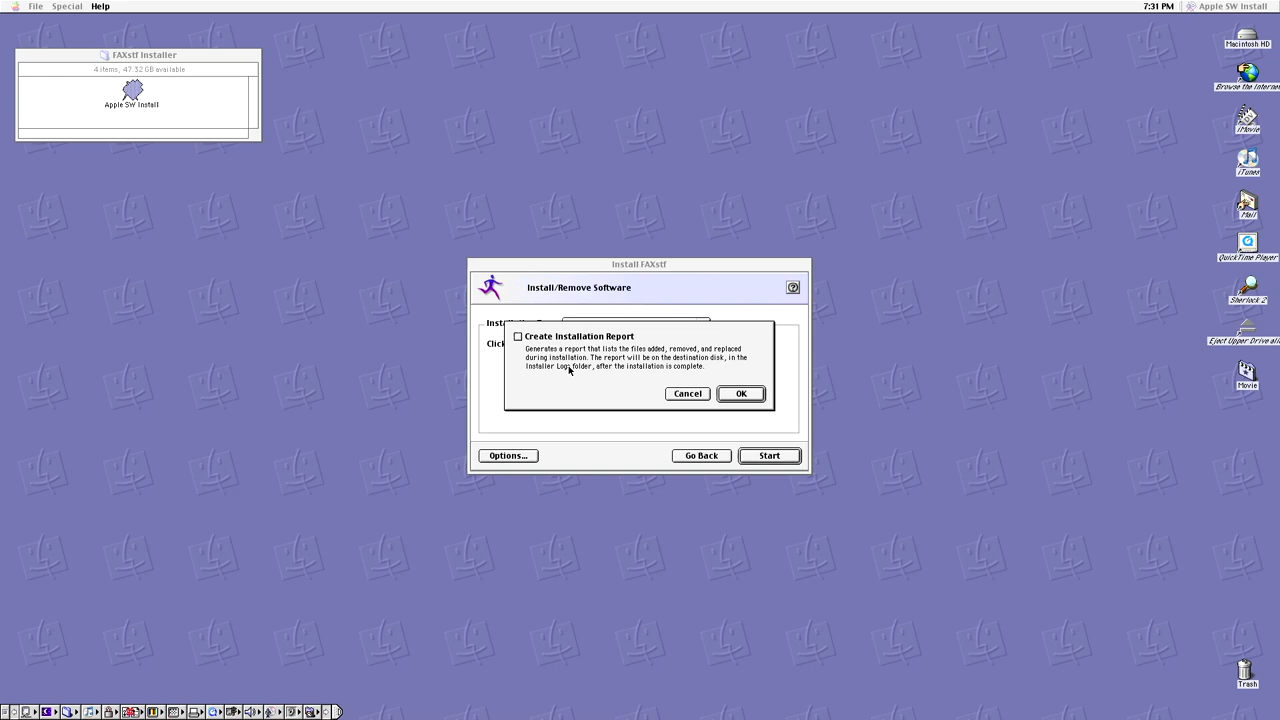 File Special Help
7:31 PM Apple SW Install
FAXstf Installer
4 items, 47.32 GB available
Apple SW Install
Macintosh HD
Browse the Internet
iMovie
iTunes
Mail
QuickTime Player
Sherlock 2
Eject Upper Drive
Movie
Trash
Install FAXstf
Install/Remove Software
?
Click
Create Installation Report
Generates a report that lists the files added, removed, and replaced
during installation. The report will be on the destination disk, in the
Installer Logs folder, after the installation is complete.
Cancel OK
Options... Go Back Start